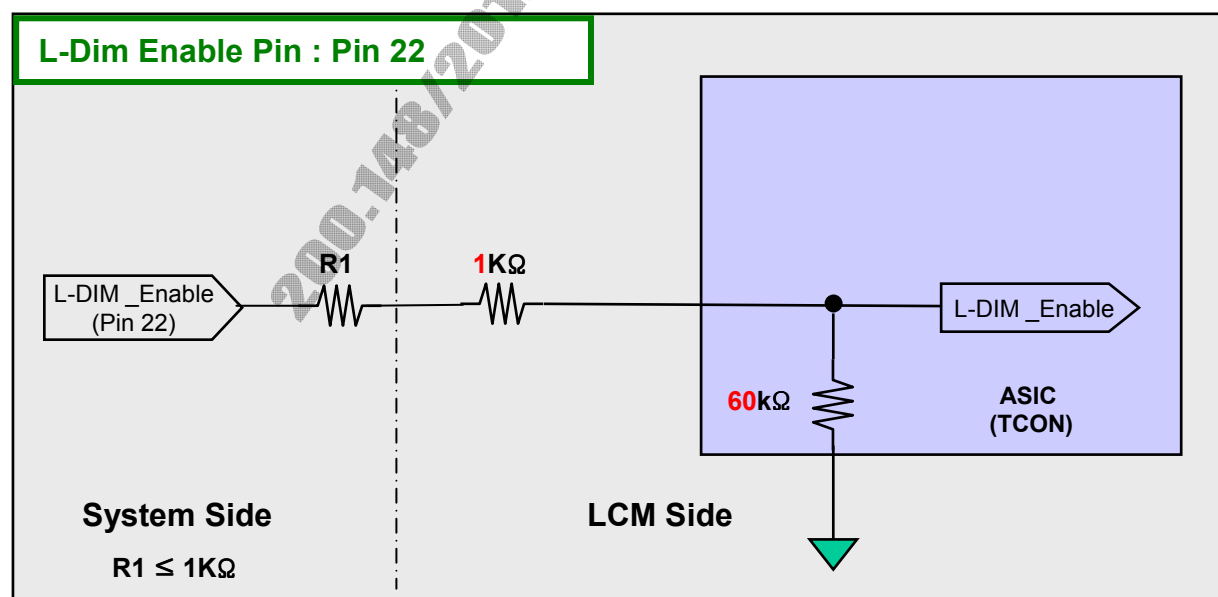 L-Dim Enable Pin : Pin 22
R1
1KΩ
L-DIM _Enable
(Pin 22)
L-DIM _Enable
60kΩ
ASIC
(TCON)
System Side
LCM Side
R1 ≤ 1KΩ